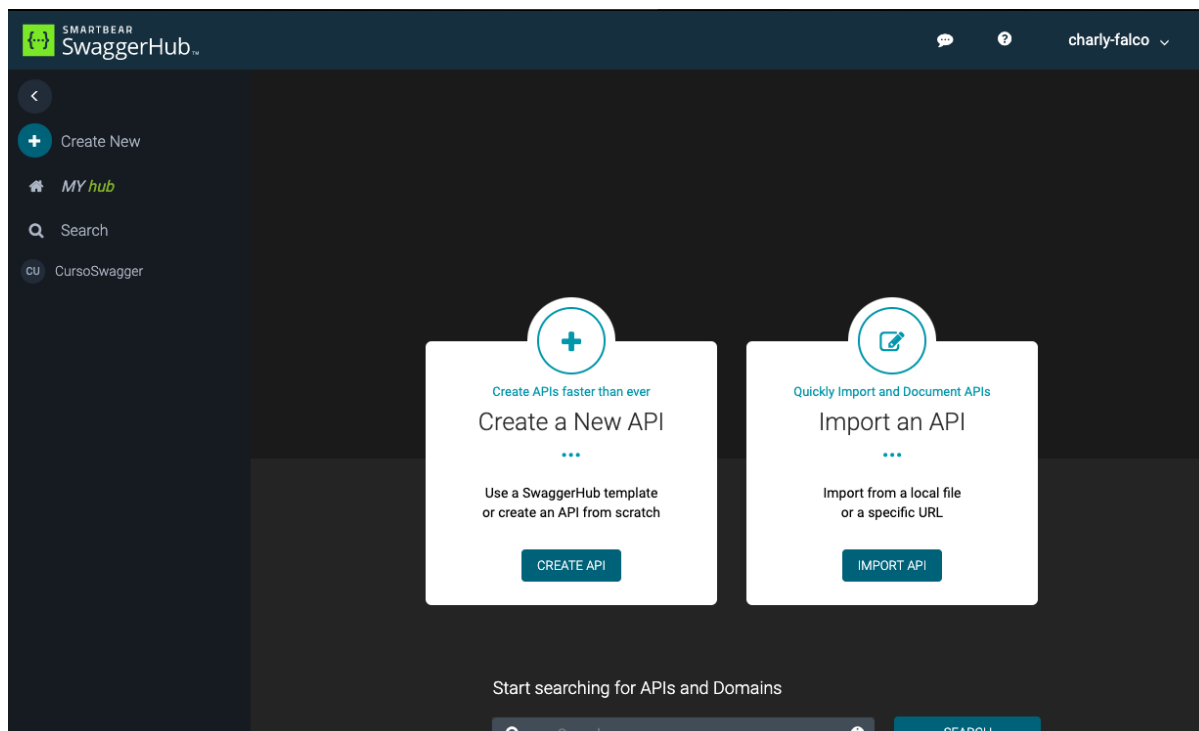 SMARTBEAR
SwaggerHub™
charly-falco
Create New
MY hub
Search
CU CursoSwagger
Create APIs faster than ever
Create a New API
Use a SwaggerHub template
or create an API from scratch
CREATE API
Quickly Import and Document APIs
Import an API
Import from a local file
or a specific URL
IMPORT API
Start searching for APIs and Domains
SEARCH